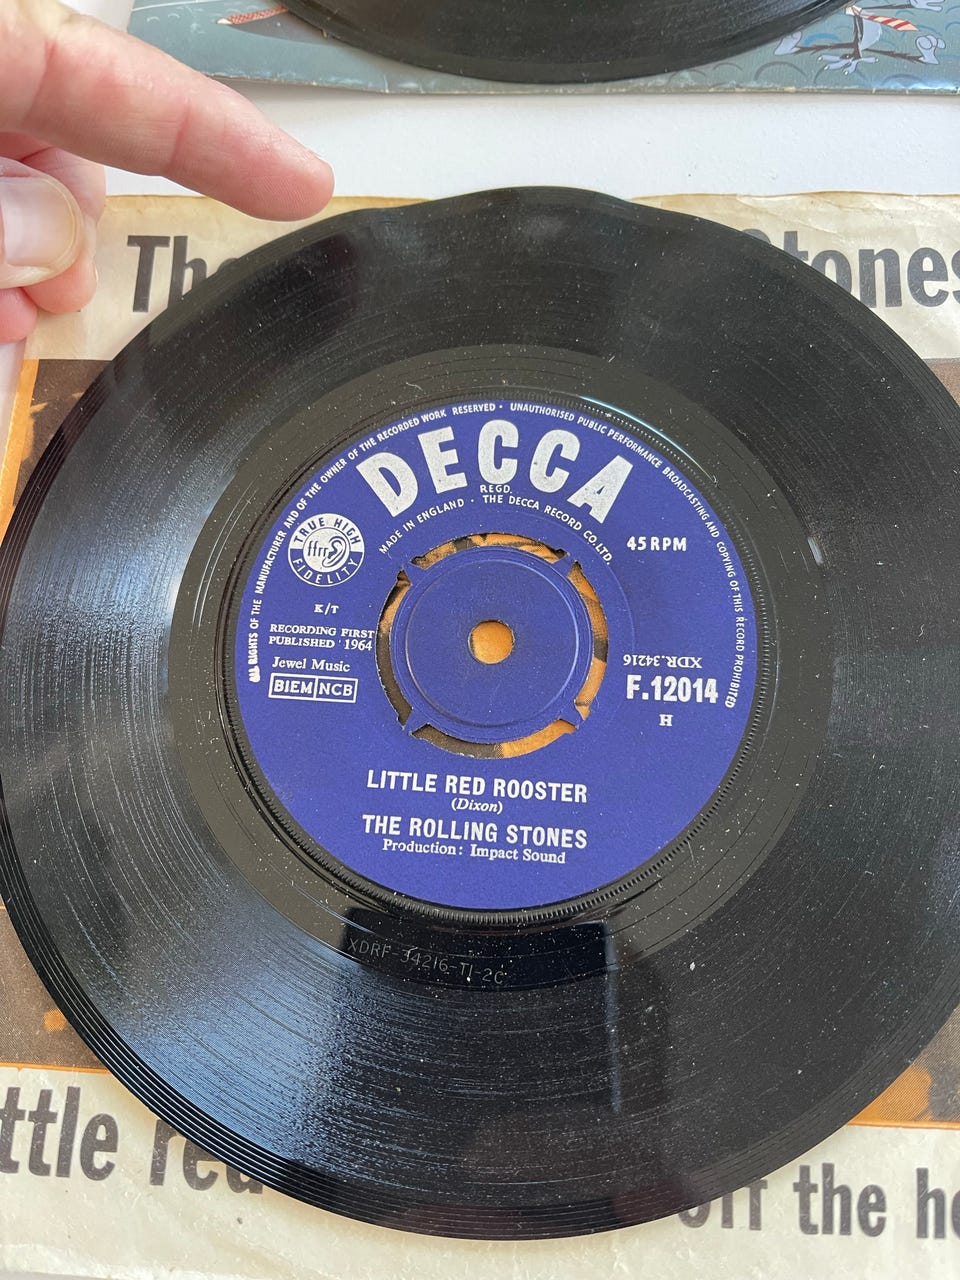 The
Stones
ALL RIGHTS OF THE MANUFACTURER AND OF THE OWNER OF THE RECORDED WORK RESERVED • UNAUTHORISED PUBLIC PERFORMANCE BROADCASTING AND COPYING OF THIS RECORD PROHIBITED
DECCA
REGD.
MADE IN ENGLAND • THE DECCA RECORD CO. LTD.
45 RPM
TRUE HIGH
ffrr
FIDELITY
K/T
RECORDING FIRST
PUBLISHED 1964
Jewel Music
BIEM NCB
XDR.34216
F.12014
H
LITTLE RED ROOSTER
(Dixon)
THE ROLLING STONES
Production: Impact Sound
XDRF-34216-T1-2C
ttle red
off the ho